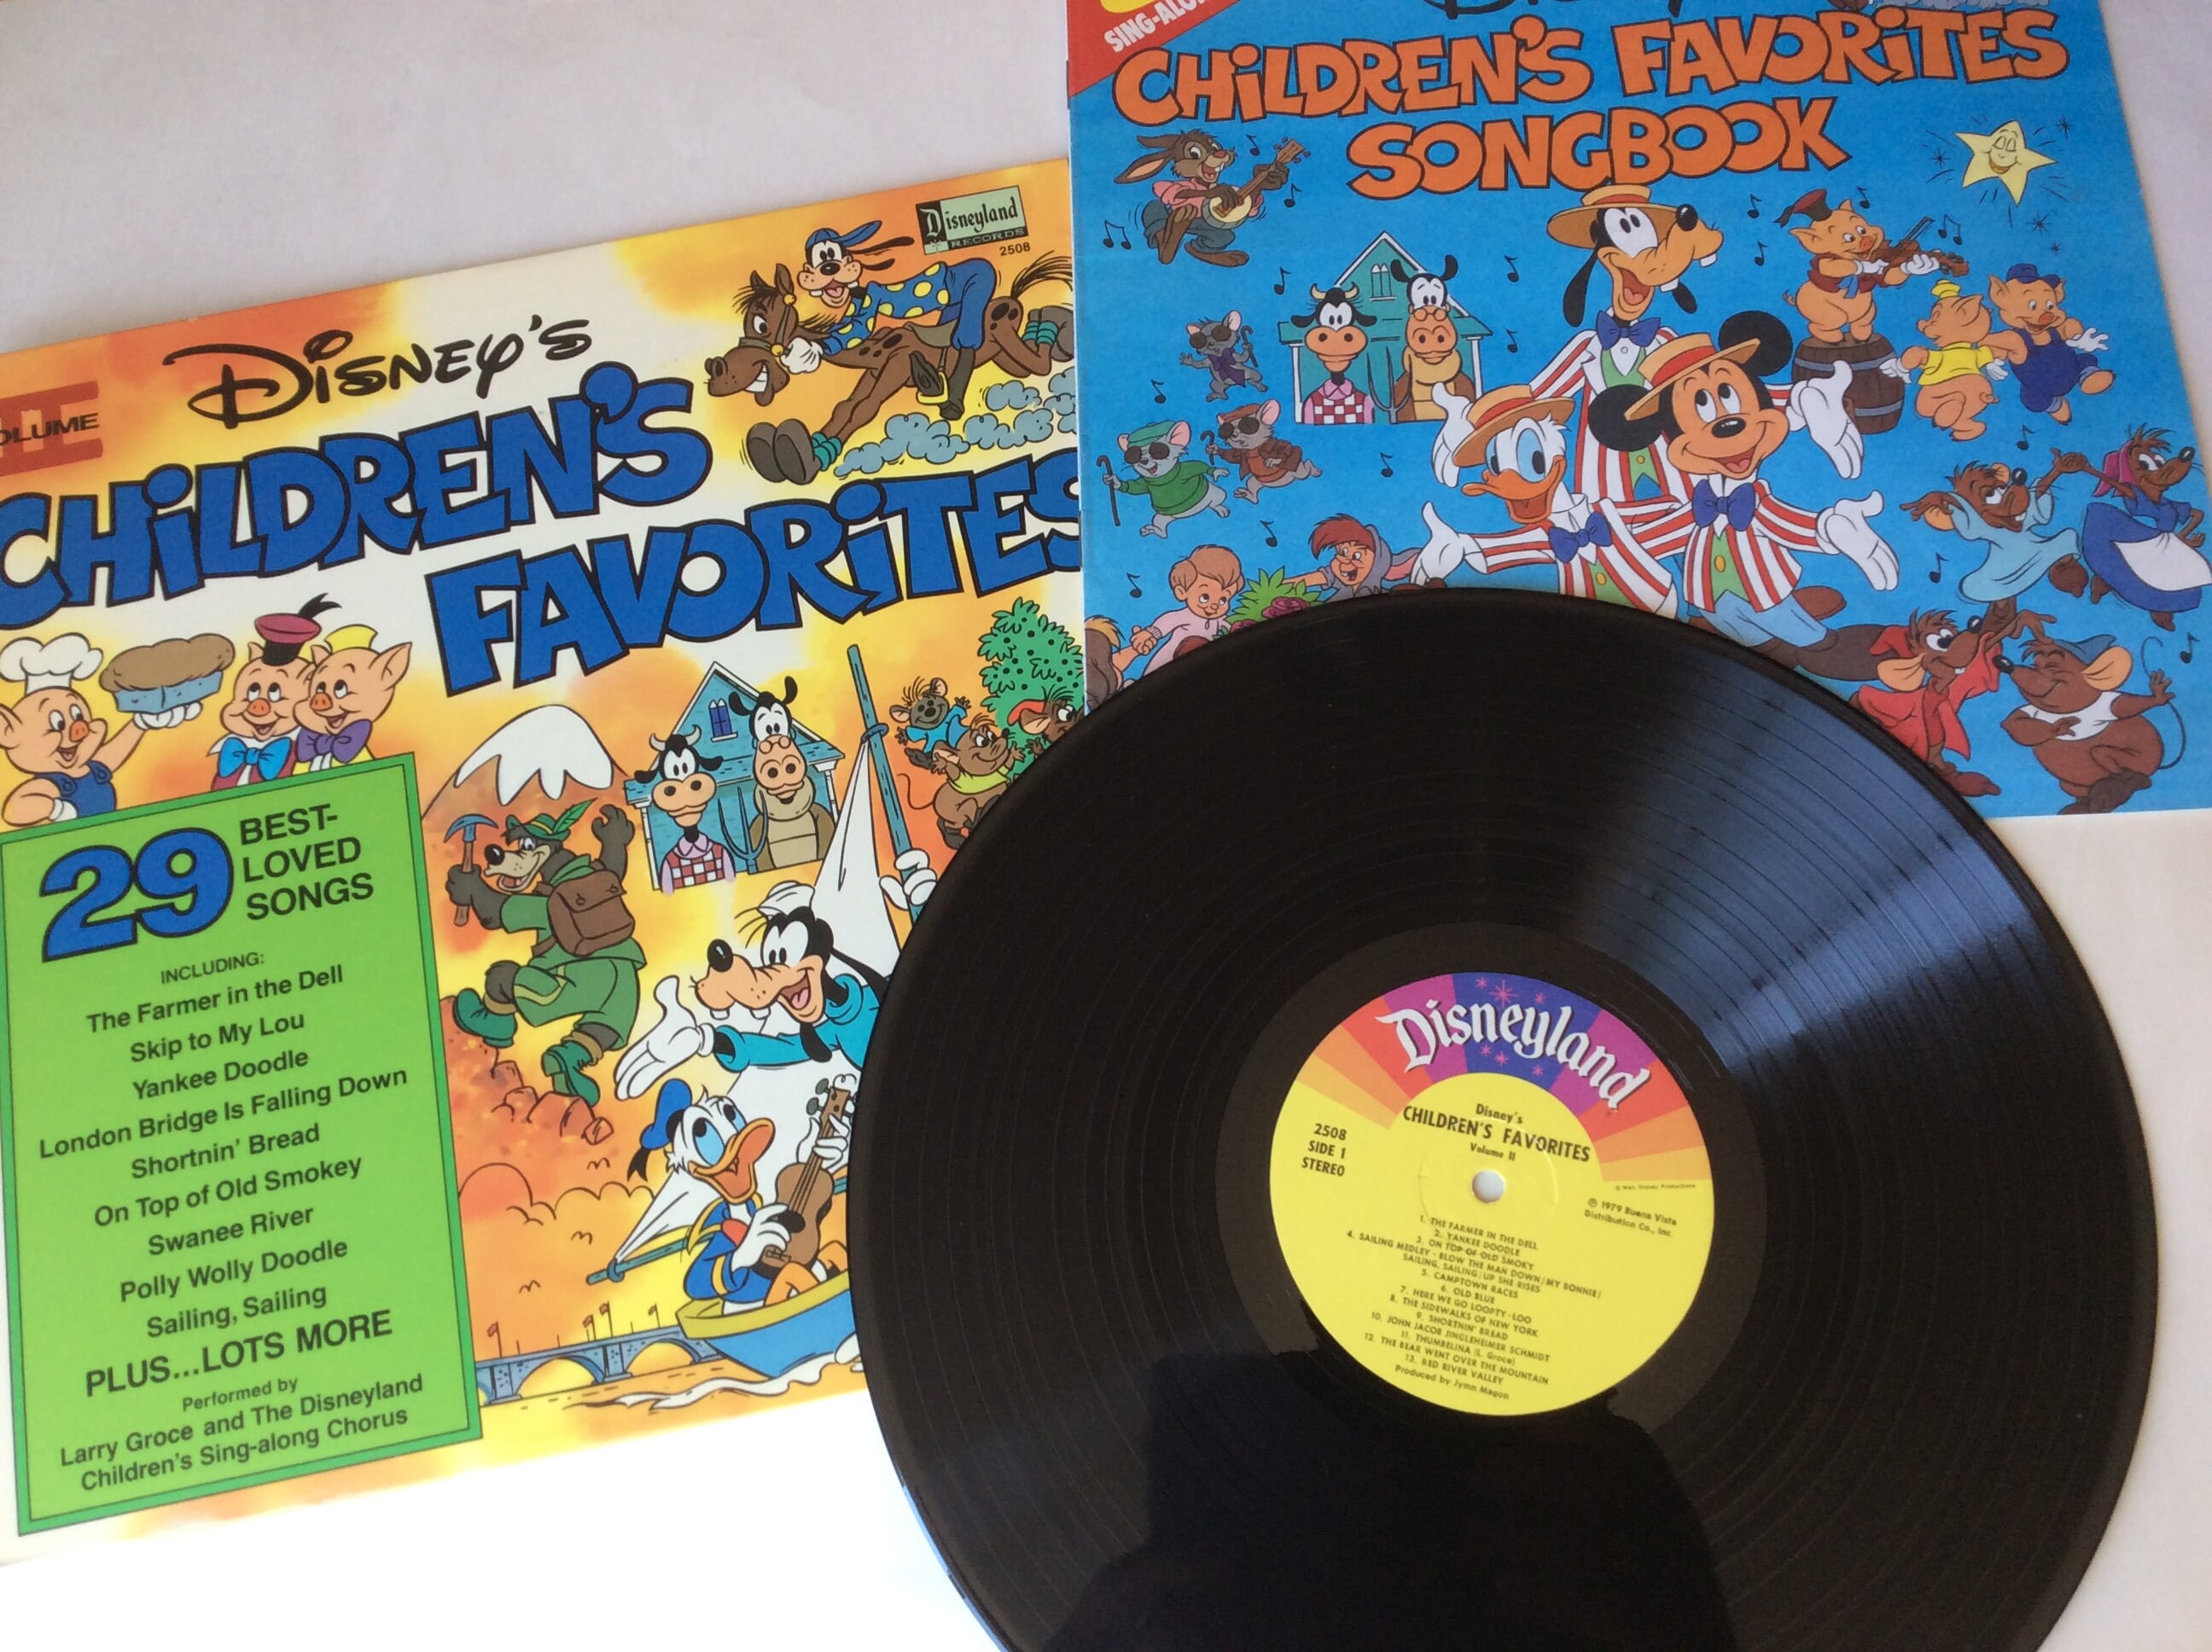 VOLUME
II
DISNEY'S
CHILDREN'S
FAVORITES
Disneyland
RECORDS
2508
29
BEST-
LOVED
SONGS
INCLUDING:
The Farmer in the Dell
Skip to My Lou
Yankee Doodle
London Bridge Is Falling Down
Shortnin' Bread
On Top of Old Smokey
Swanee River
Polly Wolly Doodle
Sailing, Sailing
PLUS...LOTS MORE
Performed by
Larry Groce and The Disneyland
Children's Sing-along Chorus
CHILDREN'S FAVORITES
SONGBOOK
Disneyland
Disney's
CHILDREN'S FAVORITES
Volume II
2508
SIDE 1
STEREO
© Walt Disney Productions
℗ 1979 Buena Vista
Distribution Co., Inc.
1. THE FARMER IN THE DELL
2. YANKEE DOODLE
3. ON TOP OF OLD SMOKY
4. SAILING MEDLEY - BLOW THE MAN DOWN/MY BONNIE/
SAILING, SAILING/UP SHE RISES
5. CAMPTOWN RACES
6. OLD BLUE
7. HERE WE GO LOOPTY-LOO
8. THE SIDEWALKS OF NEW YORK
9. SHORTNIN' BREAD
10. JOHN JACOB JINGLEHEIMER SCHMIDT
11. THUMBELINA (L. Groce)
12. THE BEAR WENT OVER THE MOUNTAIN
13. RED RIVER VALLEY
Produced by Jymn Magon